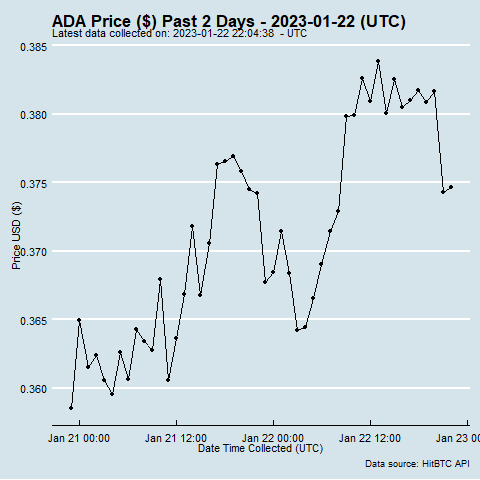 ADA Price ($) Past 2 Days - 2023-01-22 (UTC)
Latest data collected on: 2023-01-22 22:04:38  - UTC
0.385
0.380
0.375
0.370
0.365
0.360
Price USD ($)
Jan 21 00:00
Jan 21 12:00
Jan 22 00:00
Jan 22 12:00
Jan 23 00
Date Time Collected (UTC)
Data source: HitBTC API